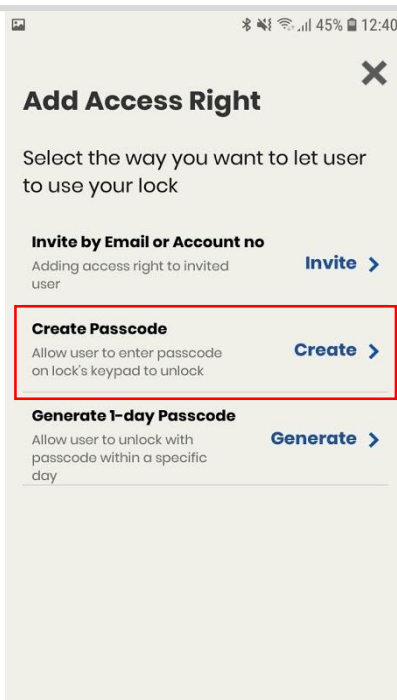 45% 12:40
Add Access Right
Select the way you want to let user
to use your lock
Invite by Email or Account no
Adding access right to invited
user
Invite
Create Passcode
Allow user to enter passcode
on lock's keypad to unlock
Create
Generate 1-day Passcode
Allow user to unlock with
passcode within a specific
day
Generate